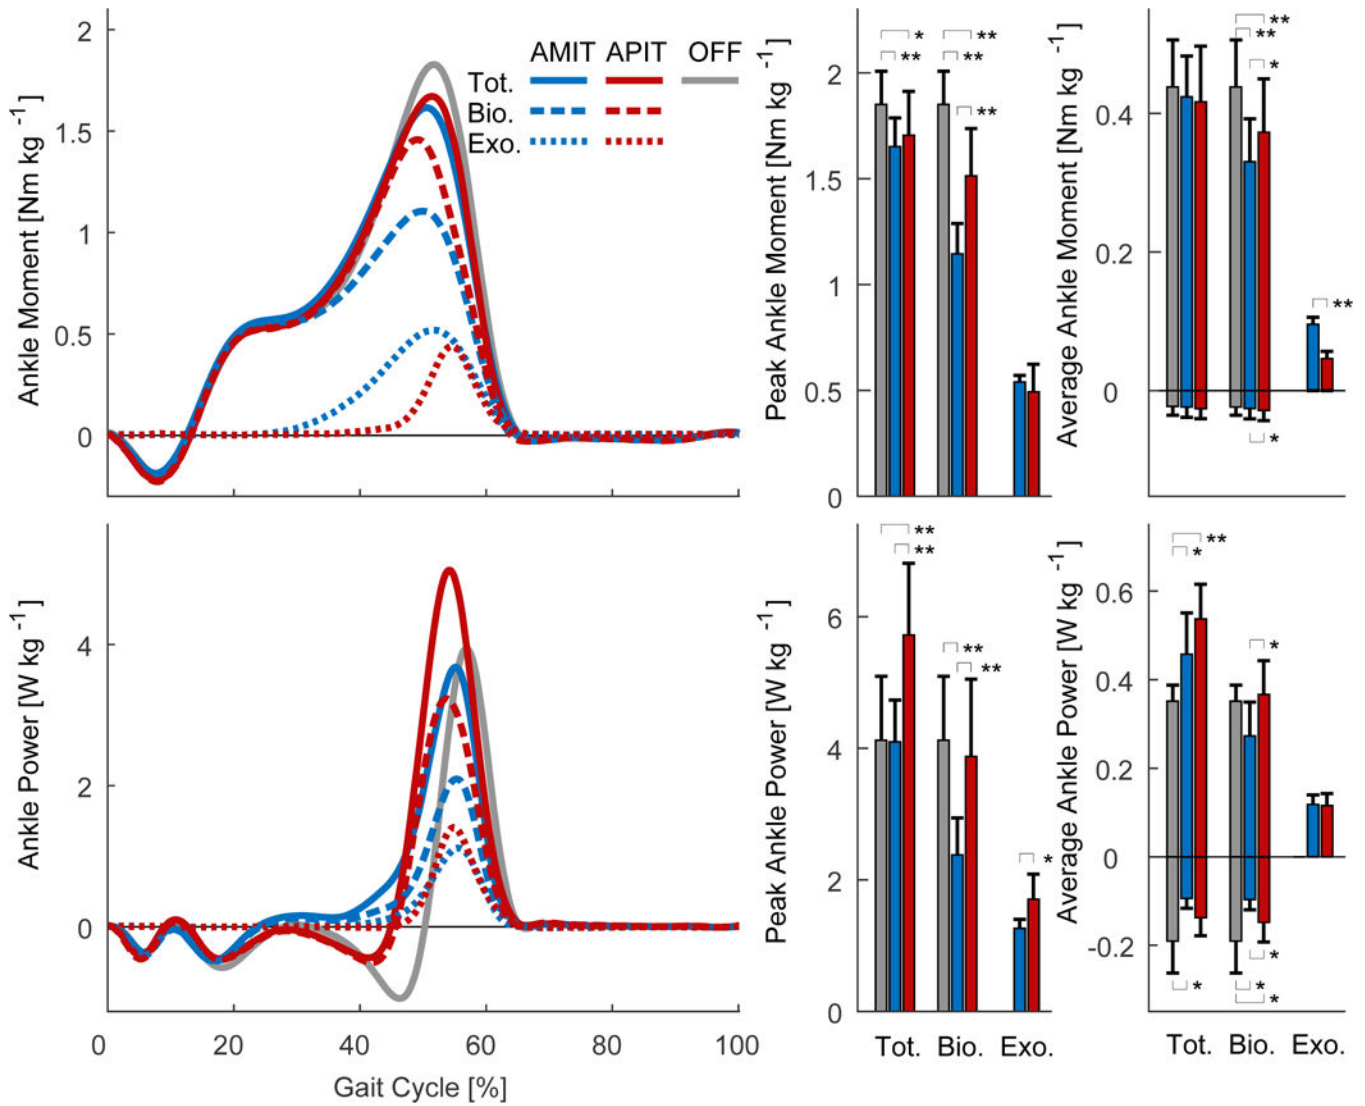 AMIT APIT OFF
Tot.
Bio.
Exo.
Ankle Moment [Nm kg -1 ]
2
1.5
1
0.5
0
Peak Ankle Moment [Nm kg -1 ]
2
1.5
1
0.5
0
* ** ** ** **
Average Ankle Moment [Nm kg -1 ]
0.4
0.2
0
** ** * ** *
Ankle Power [W kg -1 ]
4
2
0
0 20 40 60 80 100
Gait Cycle [%]
Peak Ankle Power [W kg -1 ]
6
4
2
0
** ** ** ** *
Tot. Bio. Exo.
Average Ankle Power [W kg -1 ]
0.6
0.4
0.2
0
-0.2
** * * * * * *
Tot. Bio. Exo.